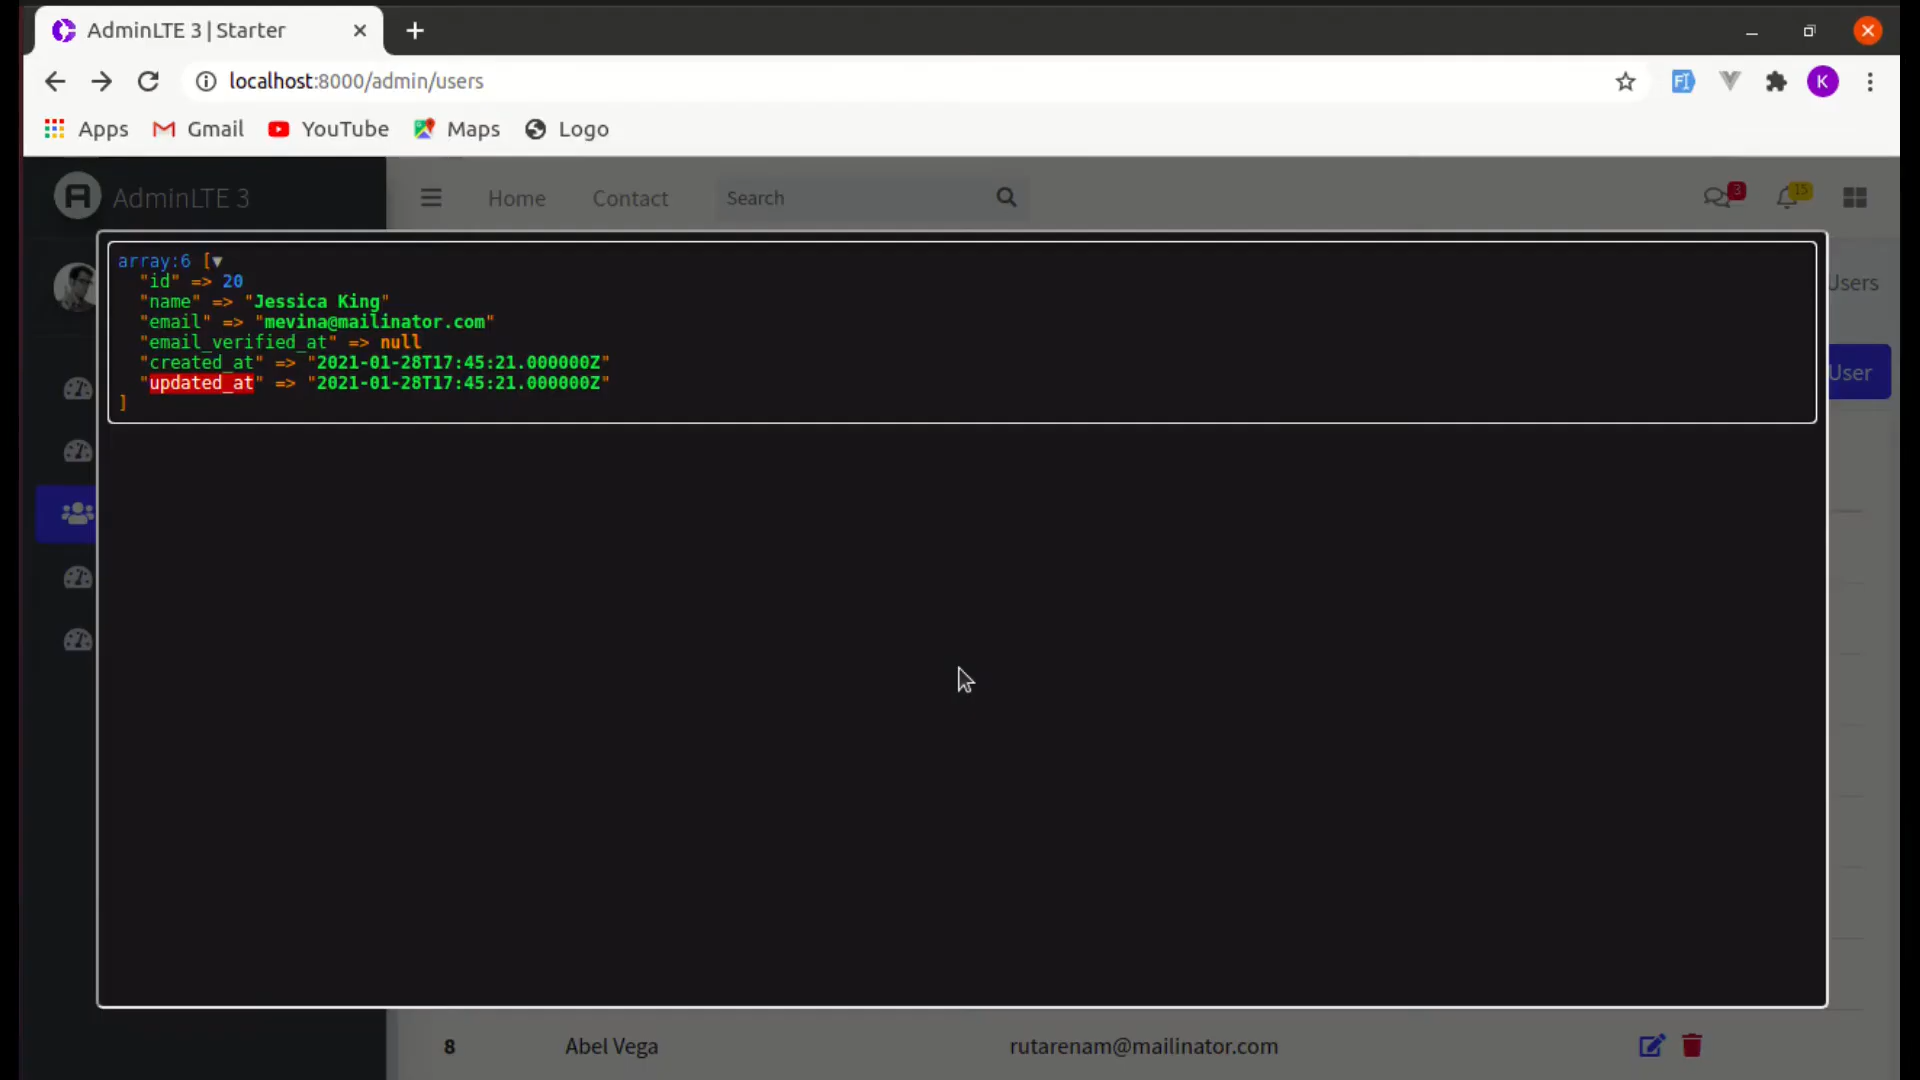 AdminLTE 3 | Starter
localhost:8000/admin/users
Apps Gmail YouTube Maps Logo
AdminLTE 3 Home Contact Search 3 15
array:6 [▼
"id" => 20
"name" => "Jessica King"
"email" => "mevina@mailinator.com"
"email_verified_at" => null
"created_at" => "2021-01-28T17:45:21.000000Z"
"updated_at" => "2021-01-28T17:45:21.000000Z"
]
Users
User
8 Abel Vega rutarenam@mailinator.com
K